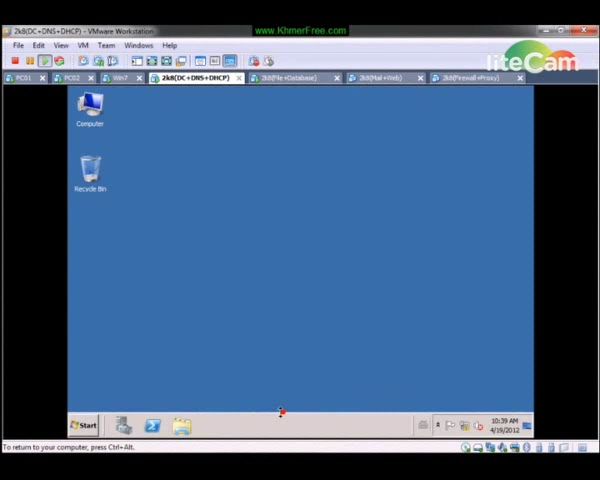 www.KhmerFree.com
2k8(DC+DNS+DHCP) - VMware Workstation
File Edit View VM Team Windows Help
liteCam
PC01 PC02 Win7 2k8(DC+DNS+DHCP) 2k8(File+Database) 2k8(Mail+Web) 2k8(Firewall+Proxy)
Computer
Recycle Bin
Start
10:39 AM
4/19/2012
To return to your computer, press Ctrl+Alt.